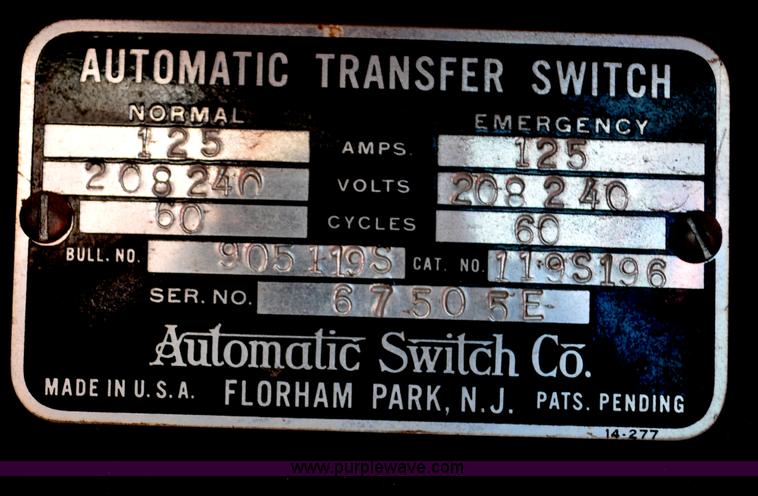 AUTOMATIC TRANSFER SWITCH
NORMAL EMERGENCY
125 AMPS. 125
208 240 VOLTS 208 240
60 CYCLES 60
BULL. NO. 905 119S CAT. NO. 119S196
SER. NO. 67505E
Automatic Switch Co.
MADE IN U.S.A. FLORHAM PARK, N.J. PATS. PENDING
14-277
www.purplewave.com